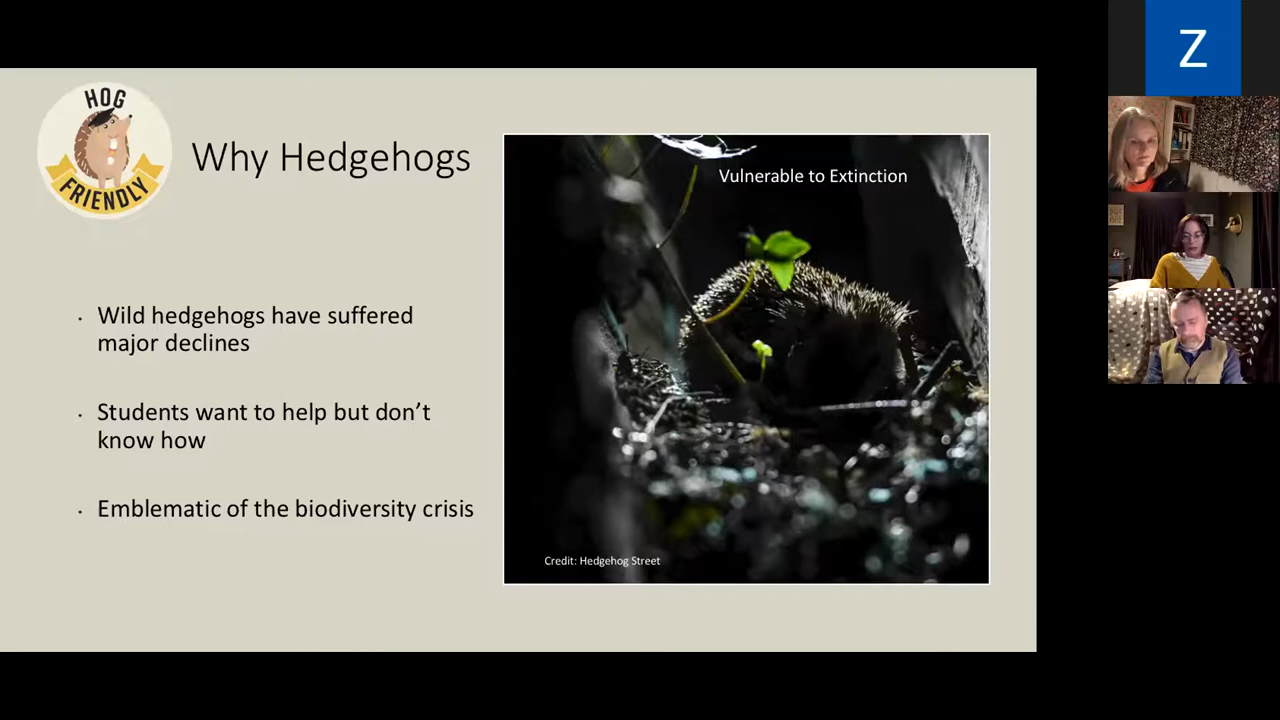 HOG
FRIENDLY
Why Hedgehogs
Wild hedgehogs have suffered
major declines
Students want to help but don’t
know how
Emblematic of the biodiversity crisis
Vulnerable to Extinction
Credit: Hedgehog Street
Z